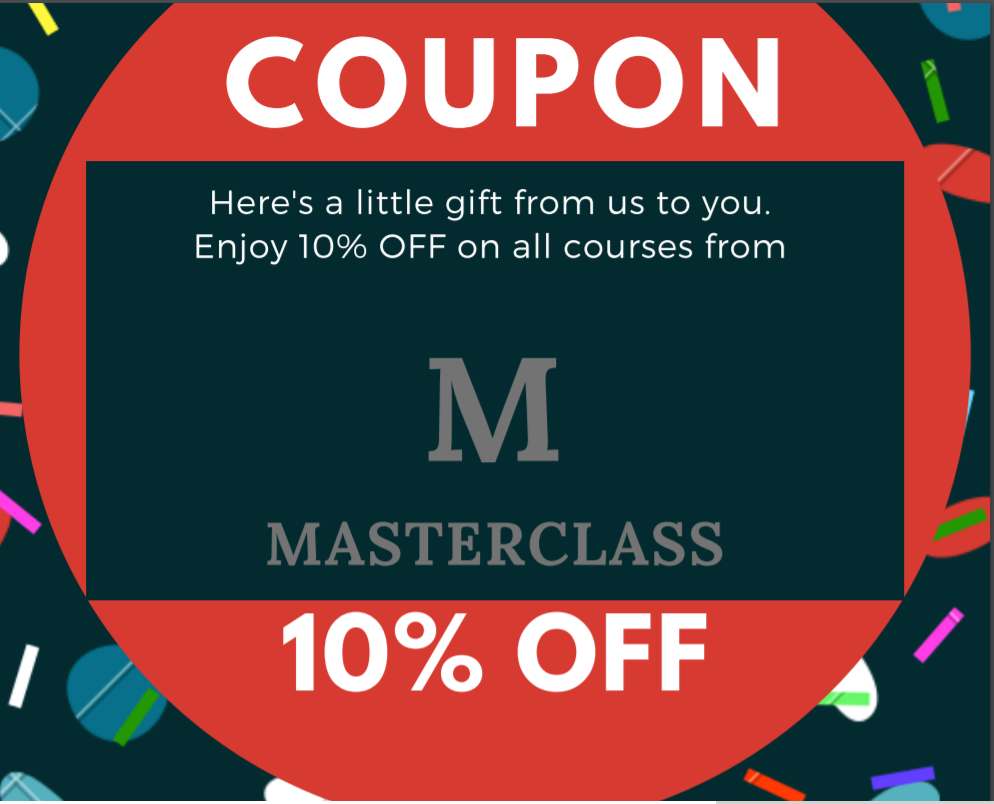 COUPON
Here's a little gift from us to you.
Enjoy 10% OFF on all courses from
M
MASTERCLASS
10% OFF